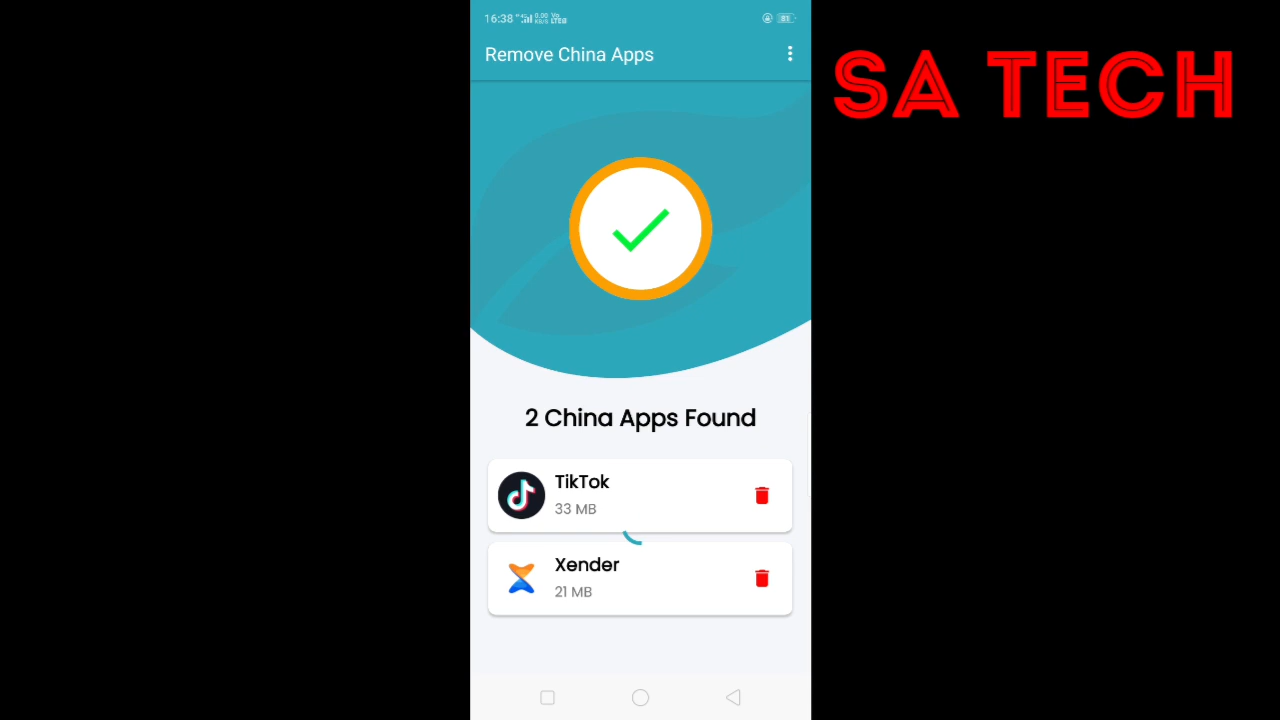 16:38
Remove China Apps
SA TECH
2 China Apps Found
TikTok
33 MB
Xender
21 MB